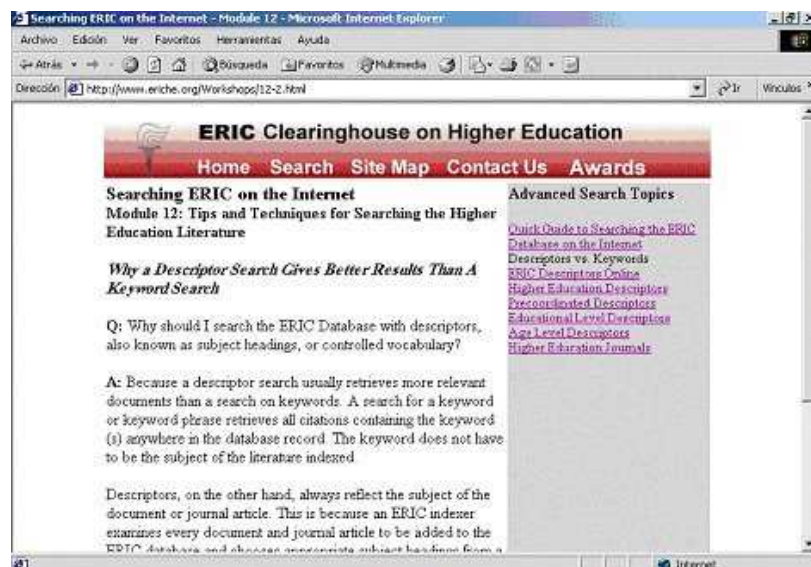 Searching ERIC on the Internet - Module 12 - Microsoft Internet Explorer
Archivo Edición Ver Favoritos Herramientas Ayuda
Atrás Búsqueda Favoritos Multimedia
Dirección http://www.eriche.org/Workshops/12-2.html Ir Vínculos
ERIC Clearinghouse on Higher Education
Home Search Site Map Contact Us Awards
Searching ERIC on the Internet
Module 12: Tips and Techniques for Searching the Higher
Education Literature
Why a Descriptor Search Gives Better Results Than A
Keyword Search
Q: Why should I search the ERIC Database with descriptors,
also known as subject headings, or controlled vocabulary?
A: Because a descriptor search usually retrieves more relevant
documents than a search on keywords. A search for a keyword
or keyword phrase retrieves all citations containing the keyword
(s) anywhere in the database record. The keyword does not have
to be the subject of the literature indexed.
Descriptors, on the other hand, always reflect the subject of the
document or journal article. This is because an ERIC indexer
examines every document and journal article to be added to the
ERIC database and chooses appropriate subject headings from a
Advanced Search Topics
Quick Guide to Searching the ERIC
Database on the Internet
Descriptors vs. Keywords
ERIC Descriptors Online
Higher Education Descriptors
Precoordinated Descriptors
Educational Level Descriptors
Age Level Descriptors
Higher Education Journals
Internet